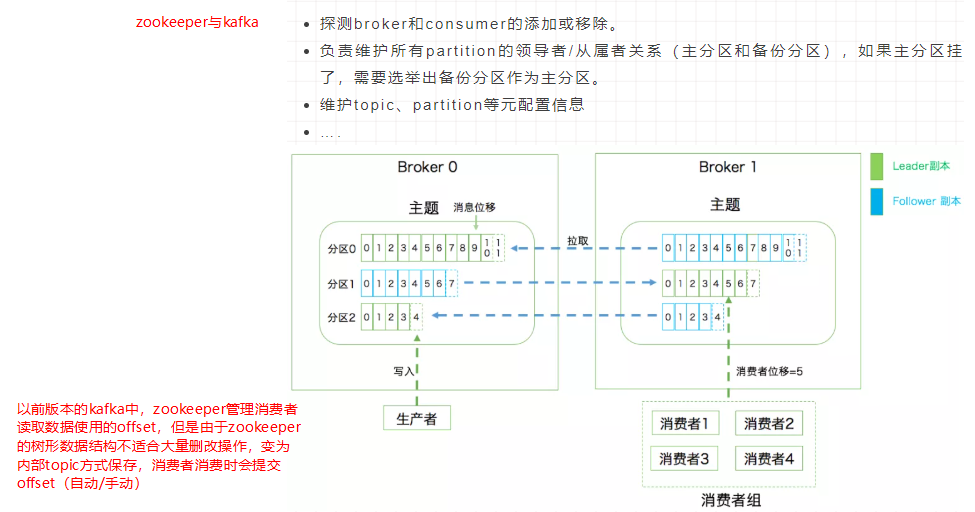 zookeeper与kafka
探测broker和consumer的添加或移除。
负责维护所有partition的领导者/从属者关系（主分区和备份分区），如果主分区挂
了，需要选举出备份分区作为主分区。
维护topic、partition等元配置信息
….
Broker 0
Broker 1
Leader副本
Follower 副本
主题
消息位移
主题
拉取
分区0
0 1 2 3 4 5 6 7 8 9 10 11
0 1 2 3 4 5 6 7 8 9 10 11
分区1
0 1 2 3 4 5 6 7
0 1 2 3 4 5 6 7
分区2
0 1 2 3 4
0 1 2 3 4
写入
消费者位移=5
生产者
消费者1
消费者2
消费者3
消费者4
消费者组
以前版本的kafka中，zookeeper管理消费者
读取数据使用的offset，但是由于zookeeper
的树形数据结构不适合大量删改操作，变为
内部topic方式保存，消费者消费时会提交
offset（自动/手动）